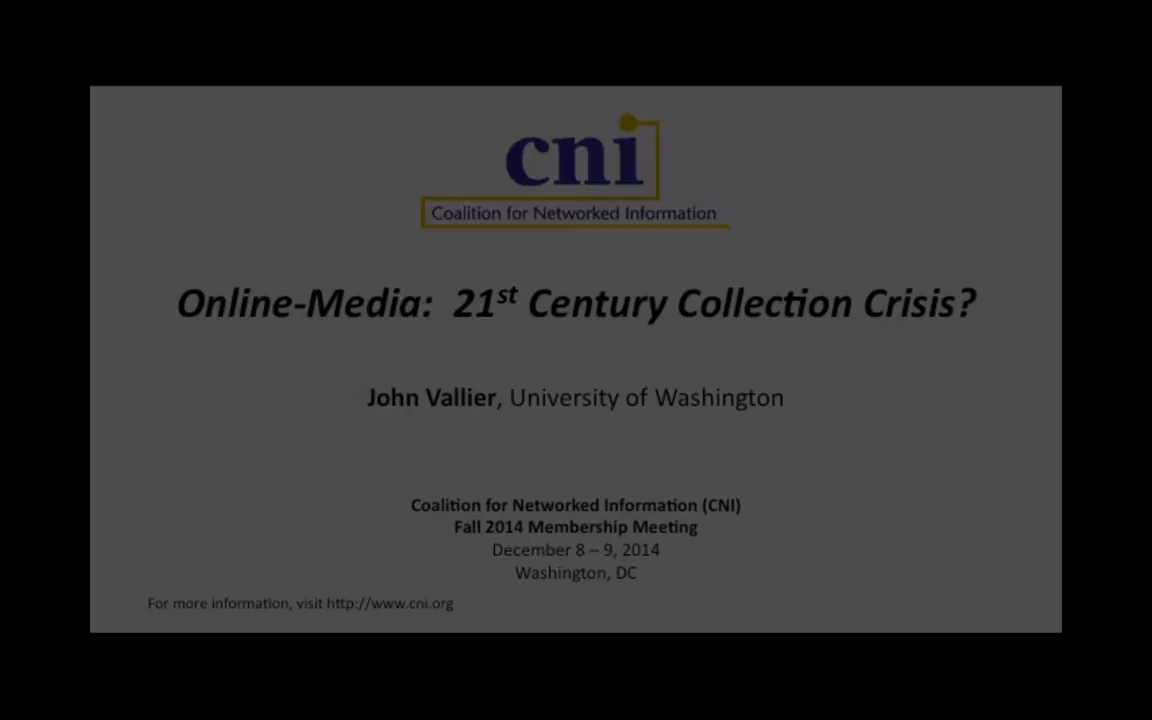 cni
Coalition for Networked Information
Online-Media: 21st Century Collection Crisis?
John Vallier, University of Washington
Coalition for Networked Information (CNI)
Fall 2014 Membership Meeting
December 8 – 9, 2014
Washington, DC
For more information, visit http://www.cni.org